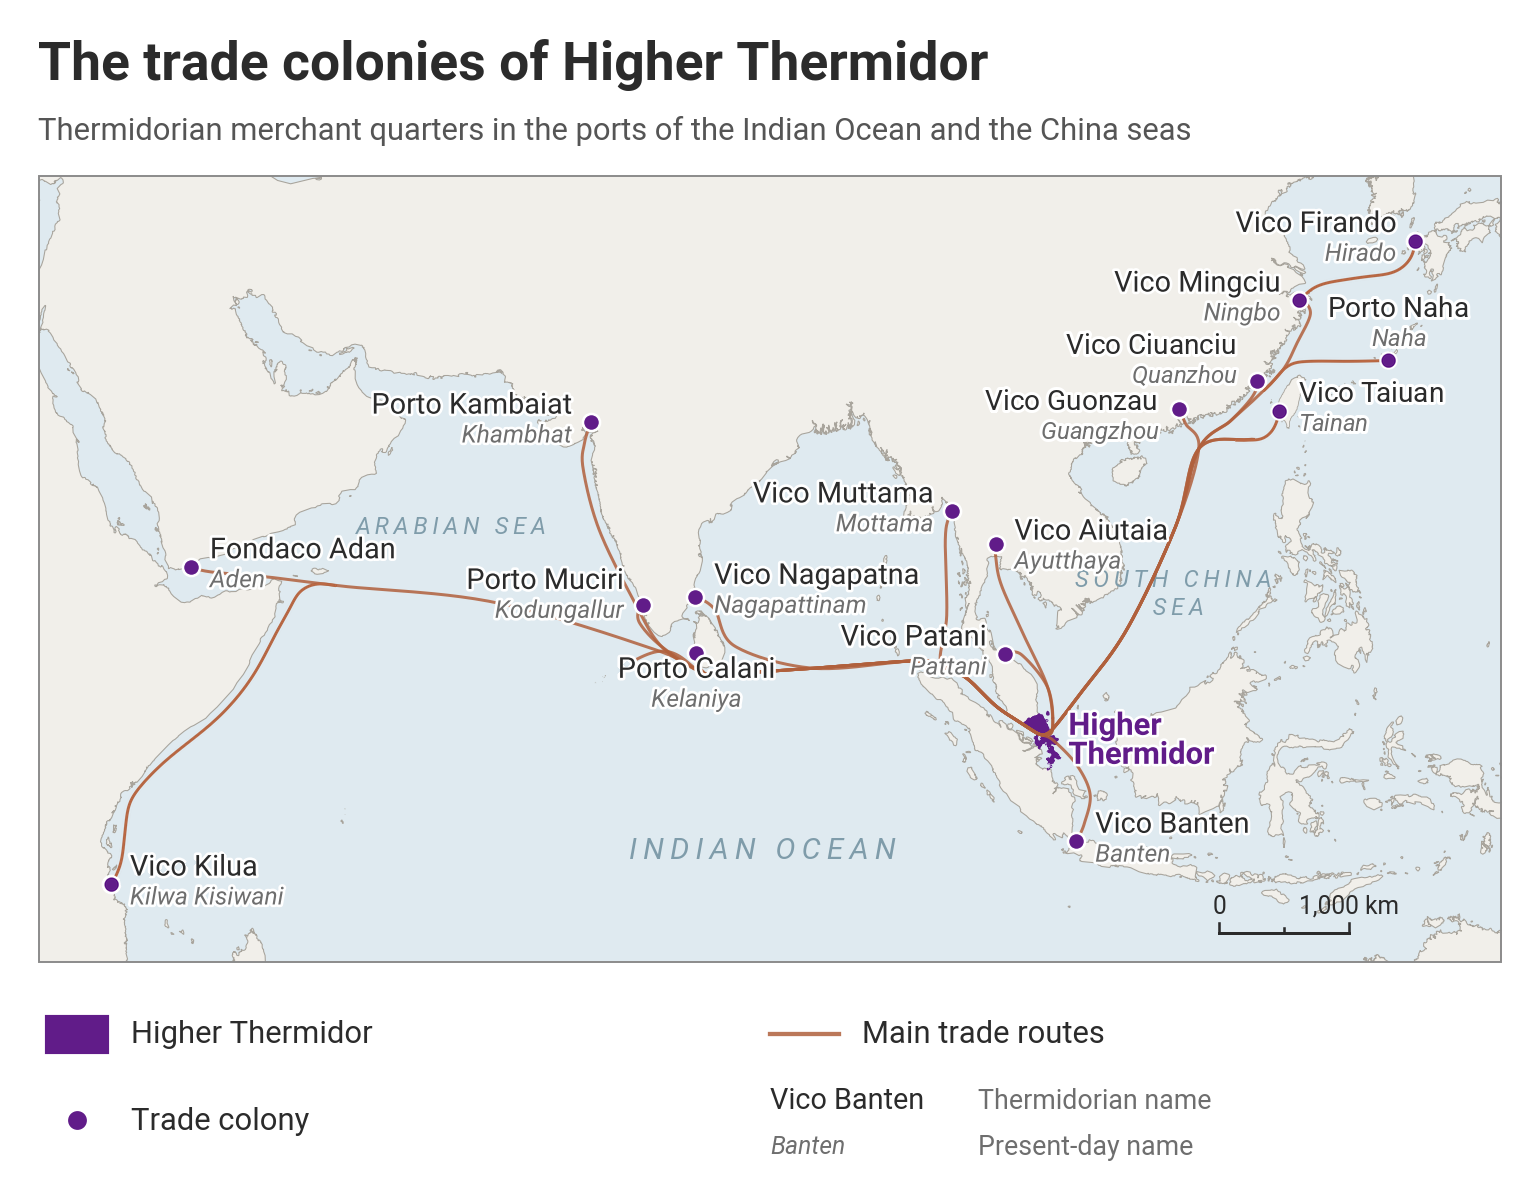 The trade colonies of Higher Thermidor
Thermidorian merchant quarters in the ports of the Indian Ocean and the China seas
Vico Firando
Hirado
Vico Mingciu
Ningbo
Porto Naha
Naha
Vico Ciuanciu
Quanzhou
Vico Guonzau
Guangzhou
Vico Taiuan
Tainan
Porto Kambaiat
Khambhat
Vico Muttama
Mottama
ARABIAN SEA
Vico Aiutaia
Ayutthaya
Fondaco Adan
Aden
Porto Muciri
Kodungallur
Vico Nagapatna
Nagapattinam
SOUTH CHINA
SEA
Vico Patani
Pattani
Porto Calani
Kelaniya
Higher
Thermidor
INDIAN OCEAN
Vico Banten
Banten
Vico Kilua
Kilwa Kisiwani
0 1,000 km
Higher Thermidor
Main trade routes
Trade colony
Vico Banten Thermidorian name
Banten Present-day name